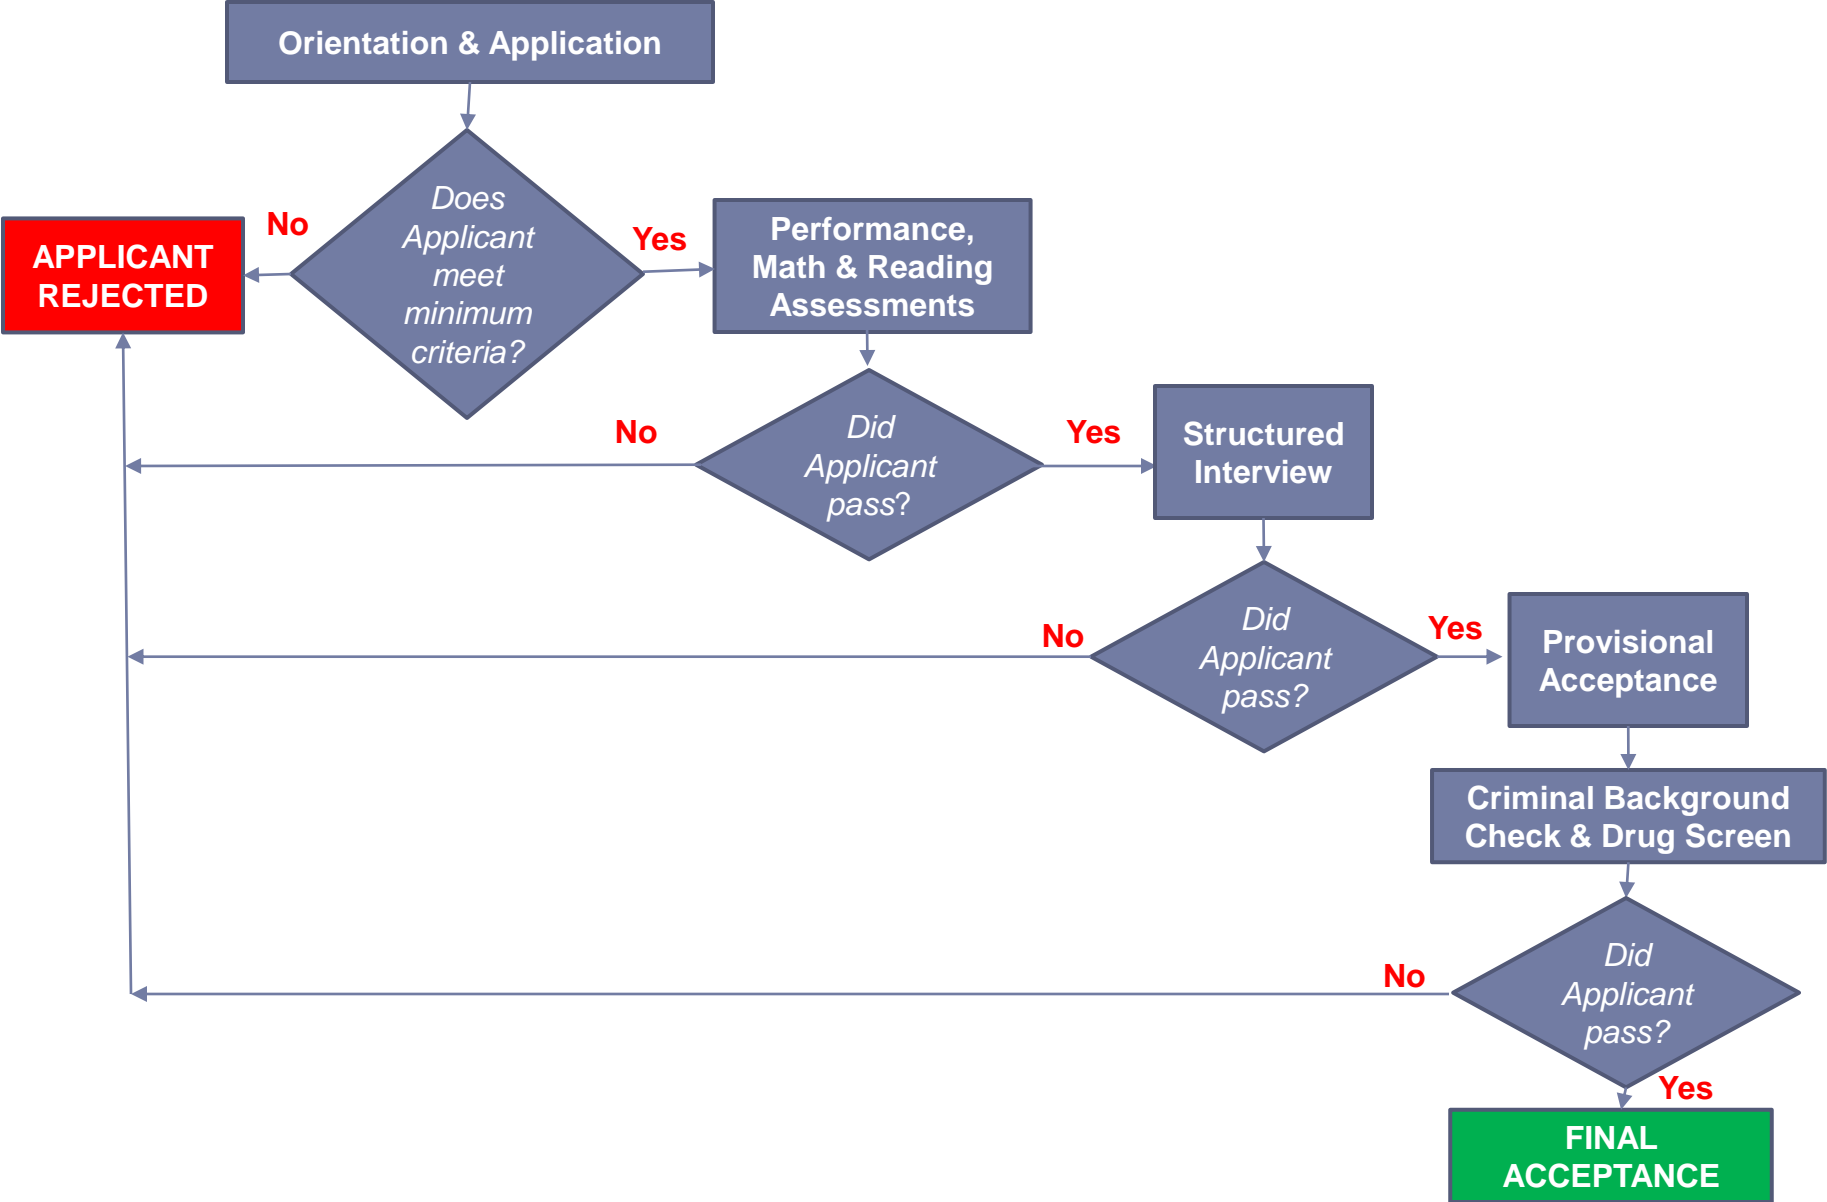 Orientation & Application
Does
Applicant
meet
minimum
criteria?
No
Yes
APPLICANT
REJECTED
Performance,
Math & Reading
Assessments
Did
Applicant
pass?
No
Yes
Structured
Interview
Did
Applicant
pass?
No
Yes
Provisional
Acceptance
Criminal Background
Check & Drug Screen
Did
Applicant
pass?
No
Yes
FINAL
ACCEPTANCE